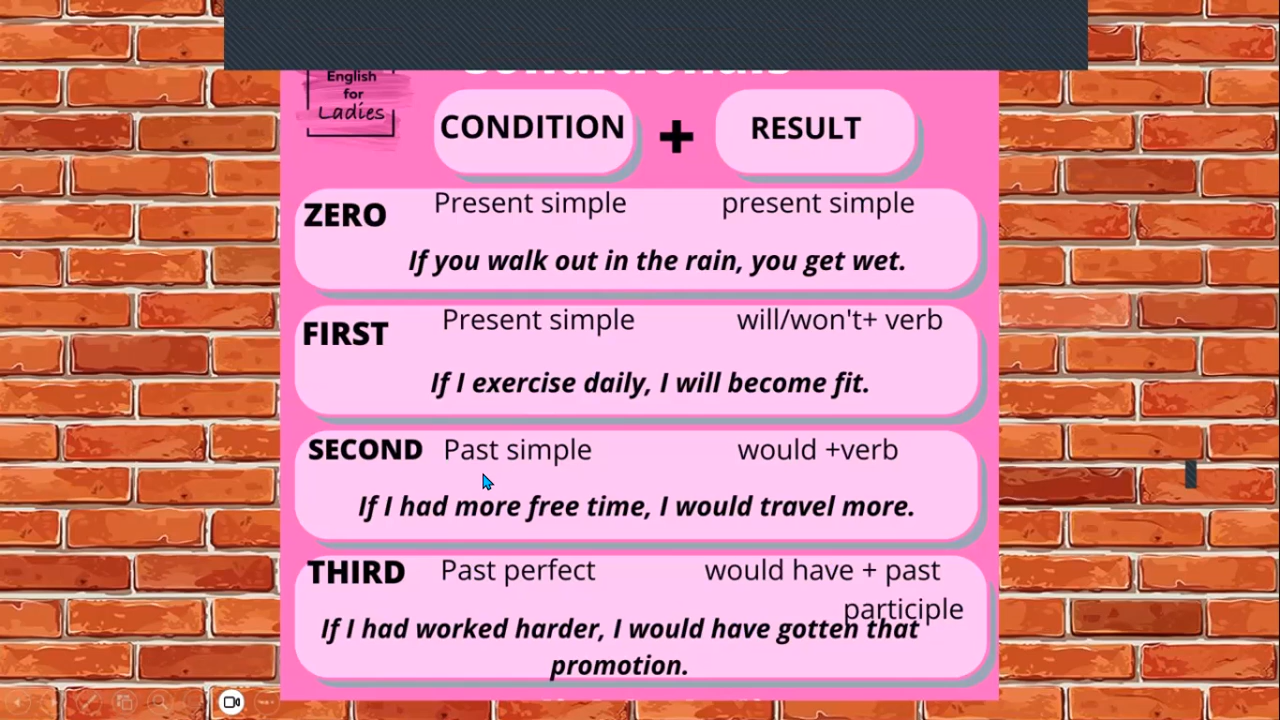 English
for
Ladies
CONDITION + RESULT
ZERO Present simple present simple
If you walk out in the rain, you get wet.
FIRST Present simple will/won't+ verb
If I exercise daily, I will become fit.
SECOND Past simple would +verb
If I had more free time, I would travel more.
THIRD Past perfect would have + past
participle
If I had worked harder, I would have gotten that
promotion.